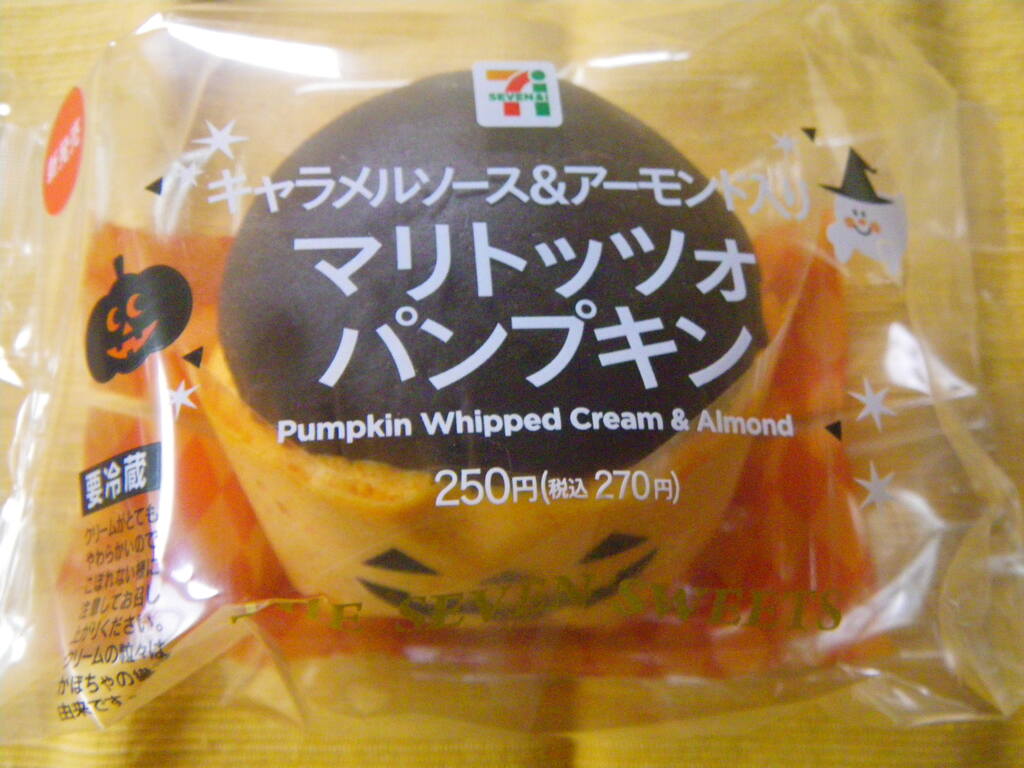 SEVEN & i
新発売
キャラメルソース&アーモンド入り
マリトッツォ
パンプキン
Pumpkin Whipped Cream & Almond
250円(税込 270円)
THE SEVEN SWEETS
要冷蔵
クリームがとても
やわらかいので、
こぼれない様に
注意してお召し
上がりください。
クリームの粒々は
かぼちゃの
由来です